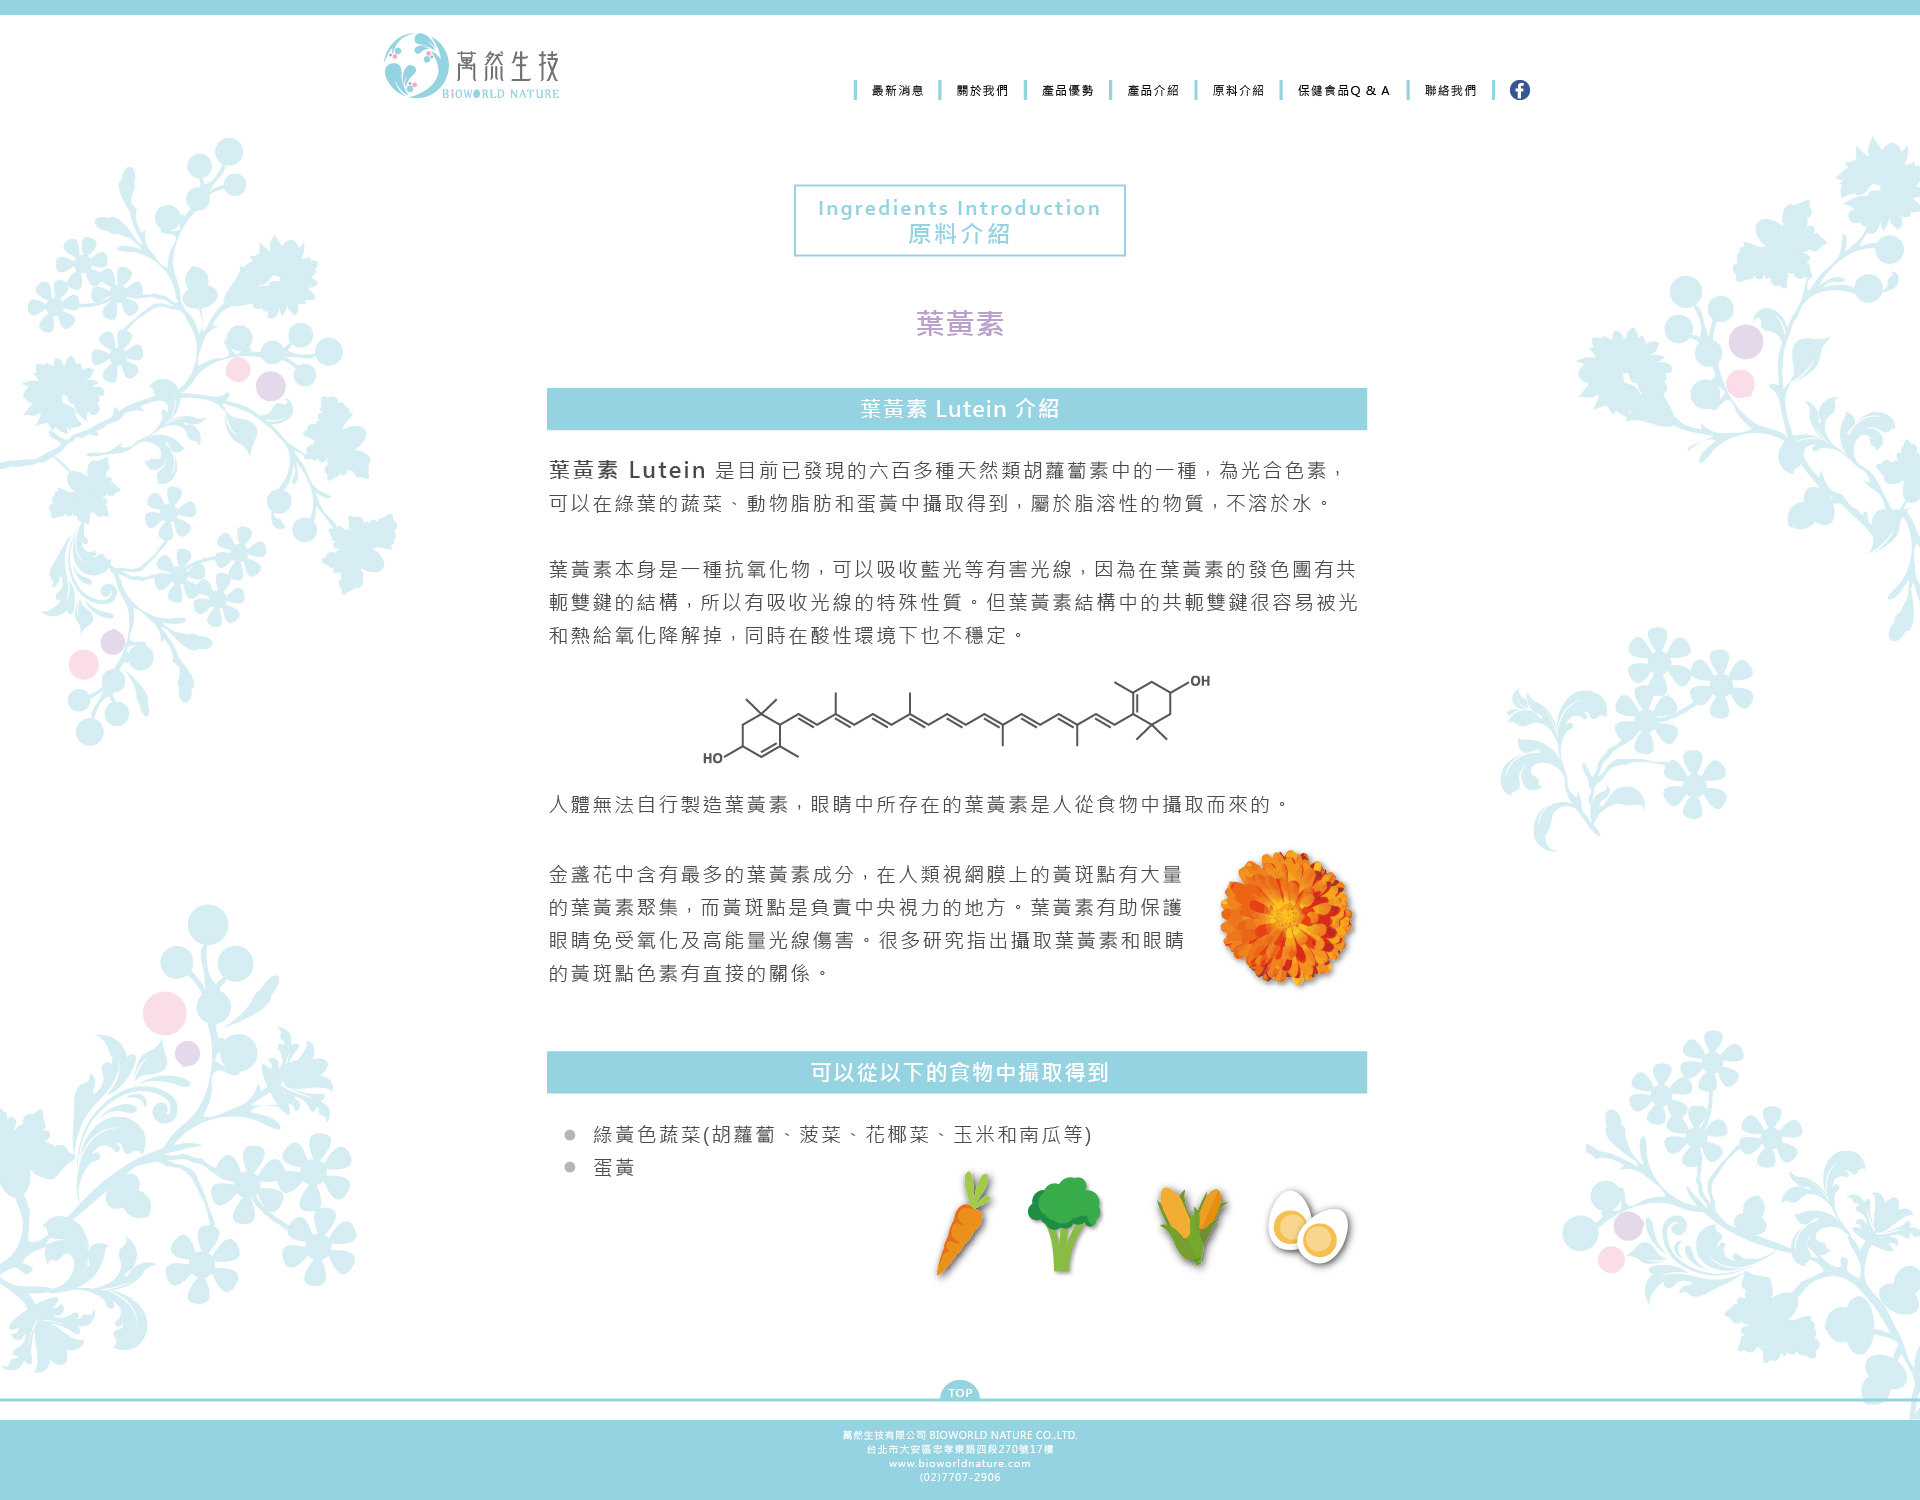 萬然生技
BIOWORLD NATURE
最新消息 關於我們 產品優勢 產品介紹 原料介紹 保健食品Q & A 聯絡我們
Ingredients Introduction
原料介紹
葉黃素
葉黃素 Lutein 介紹
葉黃素 Lutein 是目前已發現的六百多種天然類胡蘿蔔素中的一種，為光合色素，
可以在綠葉的蔬菜、動物脂肪和蛋黃中攝取得到，屬於脂溶性的物質，不溶於水。
葉黃素本身是一種抗氧化物，可以吸收藍光等有害光線，因為在葉黃素的發色團有共
軛雙鍵的結構，所以有吸收光線的特殊性質。但葉黃素結構中的共軛雙鍵很容易被光
和熱給氧化降解掉，同時在酸性環境下也不穩定。
OH
HO
人體無法自行製造葉黃素，眼睛中所存在的葉黃素是人從食物中攝取而來的。
金盞花中含有最多的葉黃素成分，在人類視網膜上的黃斑點有大量
的葉黃素聚集，而黃斑點是負責中央視力的地方。葉黃素有助保護
眼睛免受氧化及高能量光線傷害。很多研究指出攝取葉黃素和眼睛
的黃斑點色素有直接的關係。
可以從以下的食物中攝取得到
綠黃色蔬菜(胡蘿蔔、菠菜、花椰菜、玉米和南瓜等)
蛋黃
TOP
萬然生技有限公司 BIOWORLD NATURE CO.,LTD.
台北市大安區忠孝東路四段270號17樓
www.bioworldnature.com
(02)7707-2906